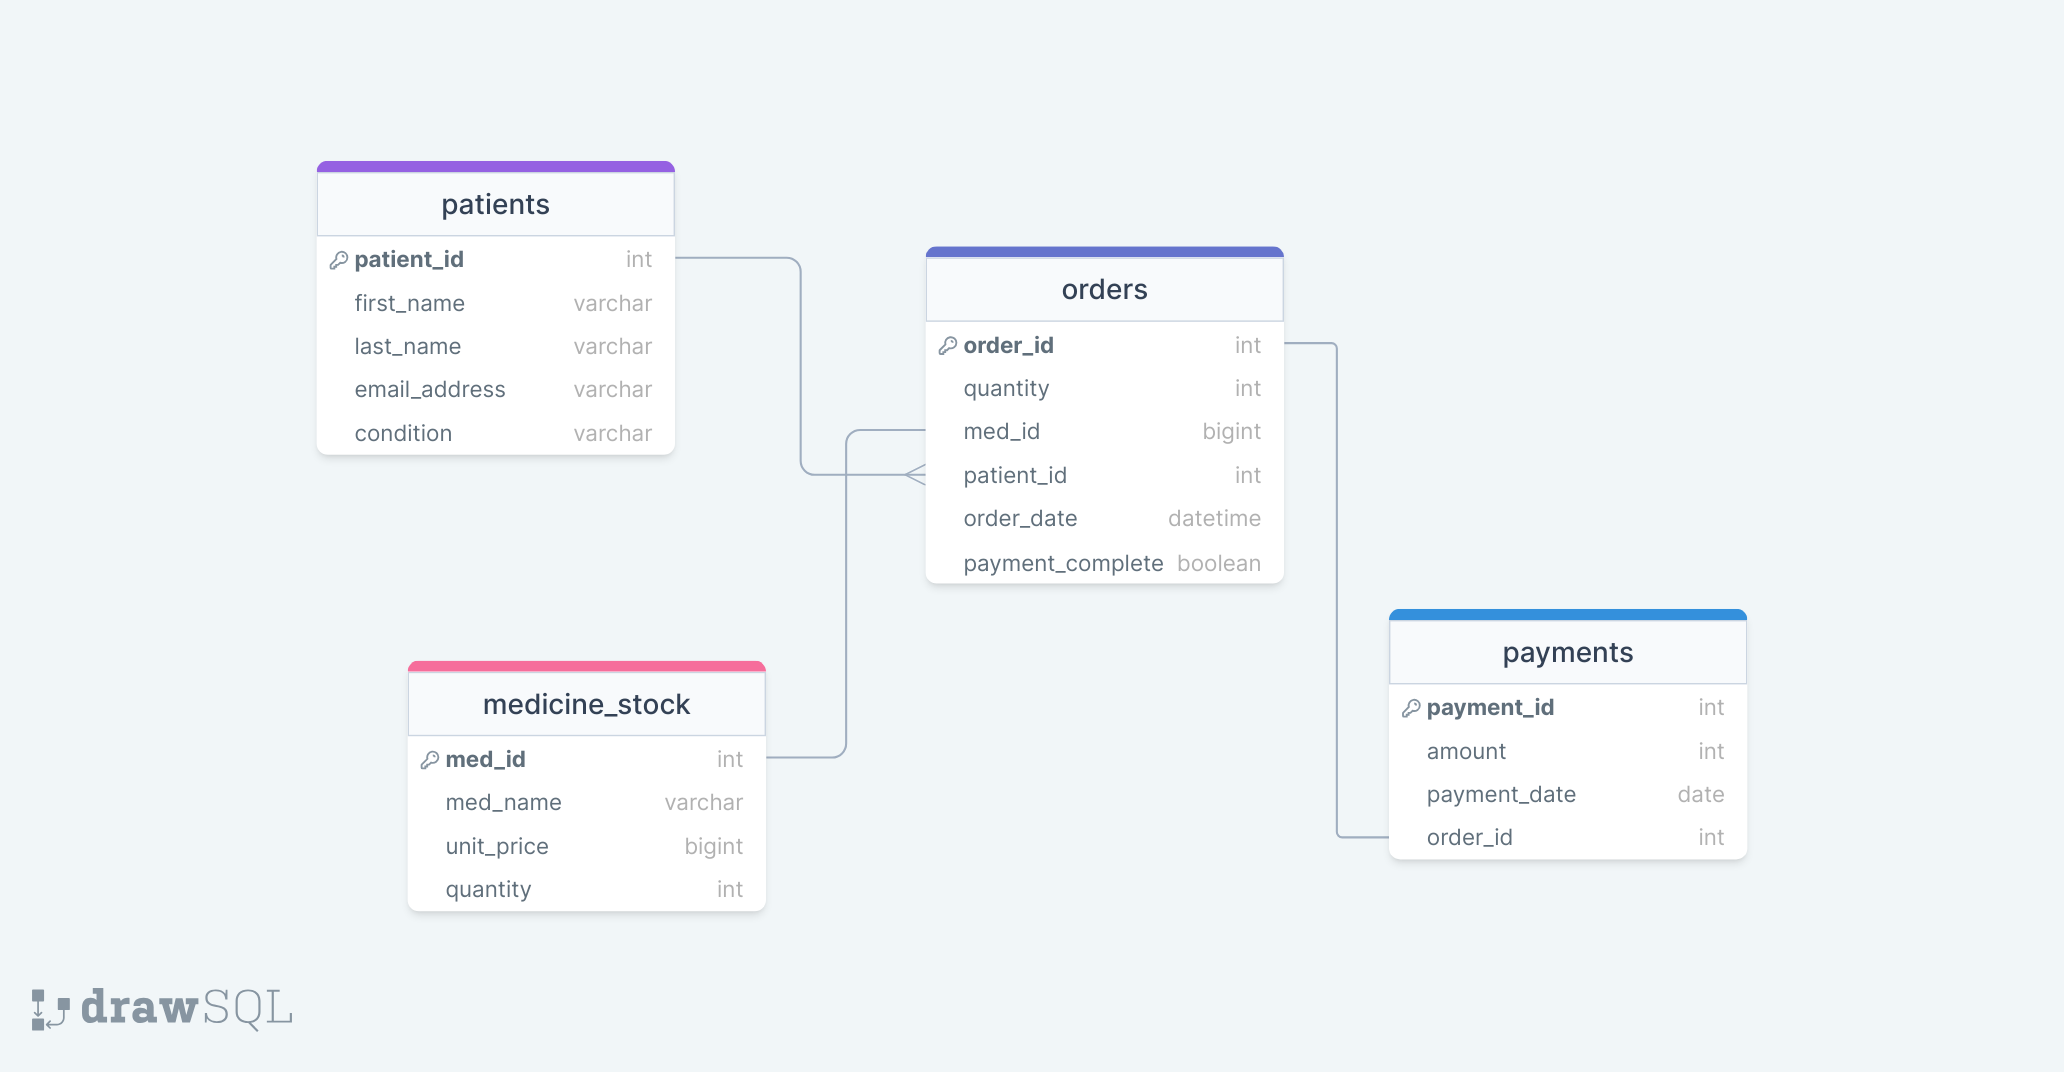 patients
patient_id int
first_name varchar
last_name varchar
email_address varchar
condition varchar
orders
order_id int
quantity int
med_id bigint
patient_id int
order_date datetime
payment_complete boolean
medicine_stock
med_id int
med_name varchar
unit_price bigint
quantity int
payments
payment_id int
amount int
payment_date date
order_id int
drawSQL